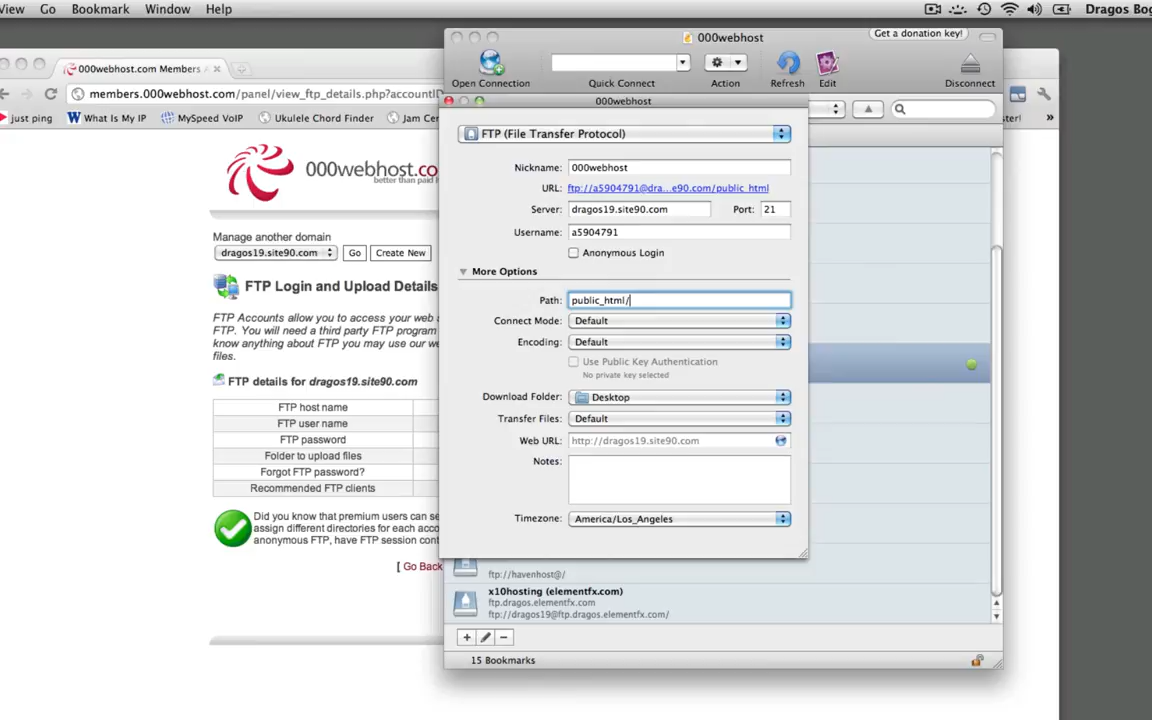 View Go Bookmark Window Help
Dragos Bog
000webhost
Get a donation key!
Open Connection
Quick Connect
Action
Refresh
Edit
Disconnect
000webhost.com Members
members.000webhost.com/panel/view_ftp_details.php?accountID
just ping
What Is My IP
MySpeed VoIP
Ukulele Chord Finder
Jam Cen
000webhost.co
better than paid
Manage another domain
dragos19.site90.com
Go
Create New
FTP Login and Upload Details
FTP Accounts allow you to access your web
FTP. You will need a third party FTP program
know anything about FTP you may use our we
files.
FTP details for dragos19.site90.com
FTP host name
FTP user name
FTP password
Folder to upload files
Forgot FTP password?
Recommended FTP clients
Did you know that premium users can se
assign different directories for each acco
anonymous FTP, have FTP session cont
[ Go Back
000webhost
FTP (File Transfer Protocol)
Nickname: 000webhost
URL: ftp://a5904791@dra...e90.com/public_html
Server: dragos19.site90.com Port: 21
Username: a5904791
Anonymous Login
More Options
Path: public_html/
Connect Mode: Default
Encoding: Default
Use Public Key Authentication
No private key selected
Download Folder: Desktop
Transfer Files: Default
Web URL: http://dragos19.site90.com
Notes:
Timezone: America/Los_Angeles
ftp://havenhost@/
x10hosting (elementfx.com)
ftp.dragos.elementfx.com
ftp://dragos19@ftp.dragos.elementfx.com/
15 Bookmarks